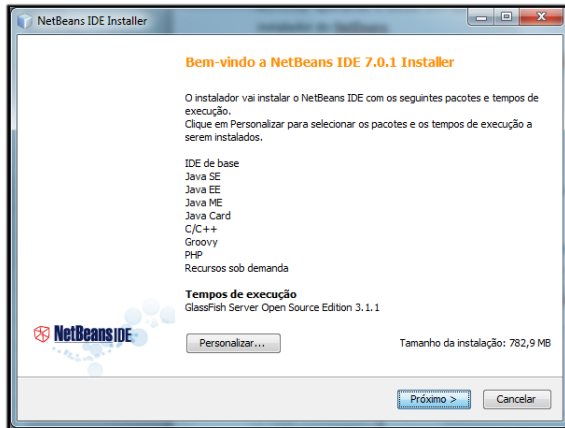 NetBeans IDE Installer
Bem-vindo a NetBeans IDE 7.0.1 Installer
O instalador vai instalar o NetBeans IDE com os seguintes pacotes e tempos de
execução.
Clique em Personalizar para selecionar os pacotes e os tempos de execução a
serem instalados.
IDE de base
Java SE
Java EE
Java ME
Java Card
C/C++
Groovy
PHP
Recursos sob demanda
Tempos de execução
GlassFish Server Open Source Edition 3.1.1
NetBeans IDE
Personalizar...
Tamanho da instalação: 782,9 MB
Próximo >
Cancelar